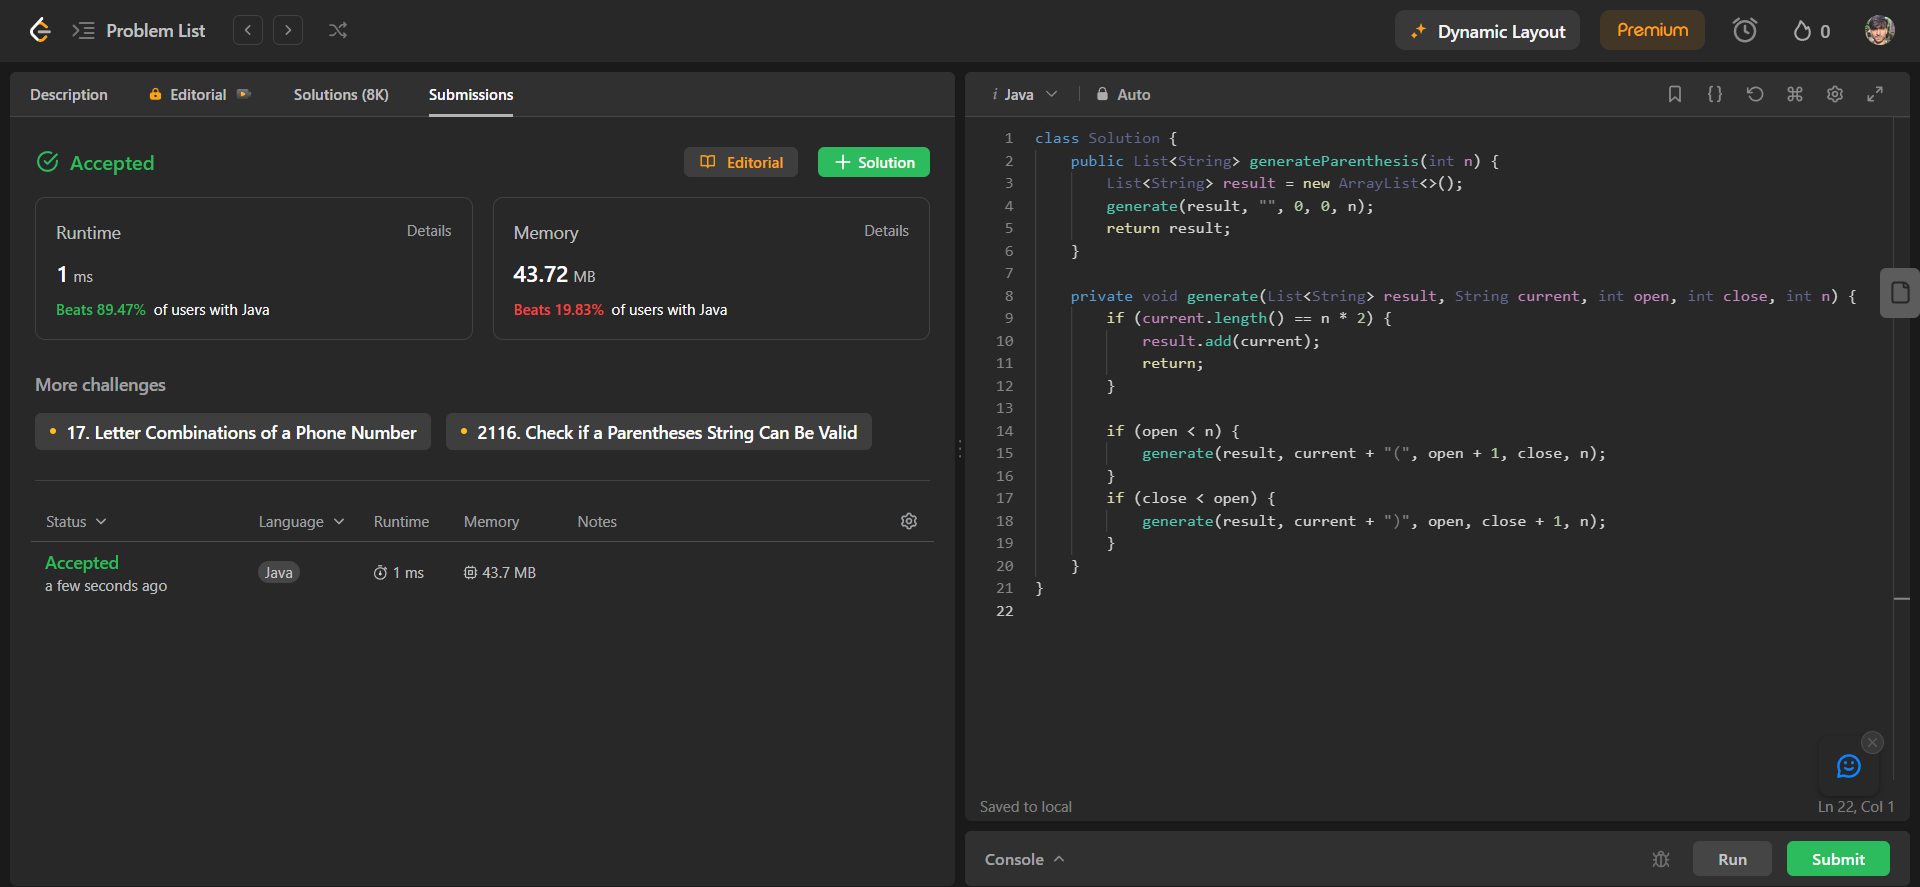 Problem List
Dynamic Layout
Premium
0
Description
Editorial
Solutions (8K)
Submissions
Accepted
Editorial
Solution
Runtime
Details
1 ms
Beats 89.47% of users with Java
Memory
Details
43.72 MB
Beats 19.83% of users with Java
More challenges
17. Letter Combinations of a Phone Number
2116. Check if a Parentheses String Can Be Valid
Status
Language
Runtime
Memory
Notes
Accepted
a few seconds ago
Java
1 ms
43.7 MB
i Java
Auto
1 class Solution {
2     public List<String> generateParenthesis(int n) {
3         List<String> result = new ArrayList<>();
4         generate(result, "", 0, 0, n);
5         return result;
6     }
7
8     private void generate(List<String> result, String current, int open, int close, int n) {
9         if (current.length() == n * 2) {
10             result.add(current);
11             return;
12         }
13
14         if (open < n) {
15             generate(result, current + "(", open + 1, close, n);
16         }
17         if (close < open) {
18             generate(result, current + ")", open, close + 1, n);
19         }
20     }
21 }
22
Saved to local
Ln 22, Col 1
Console
Run
Submit